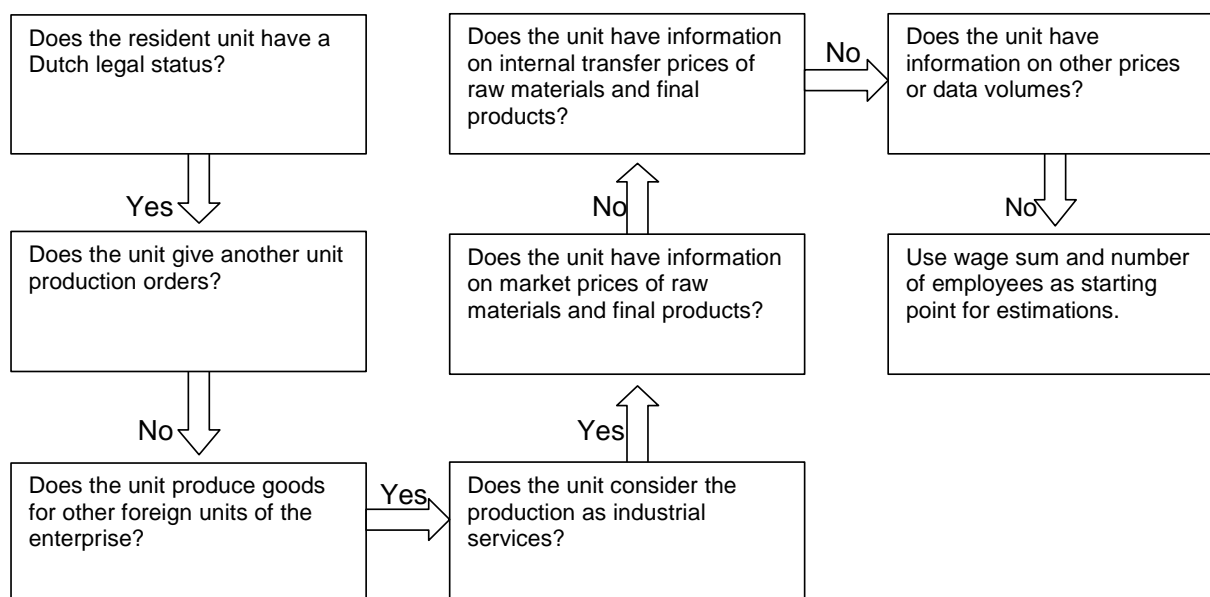 Does the resident unit have a
Dutch legal status?
Yes
Does the unit give another unit
production orders?
No
Does the unit produce goods
for other foreign units of the
enterprise?
Yes
Does the unit consider the
production as industrial
services?
Yes
Does the unit have information
on market prices of raw
materials and final products?
No
Does the unit have information
on internal transfer prices of
raw materials and final
products?
No
Does the unit have
information on other prices
or data volumes?
No
Use wage sum and number
of employees as starting
point for estimations.